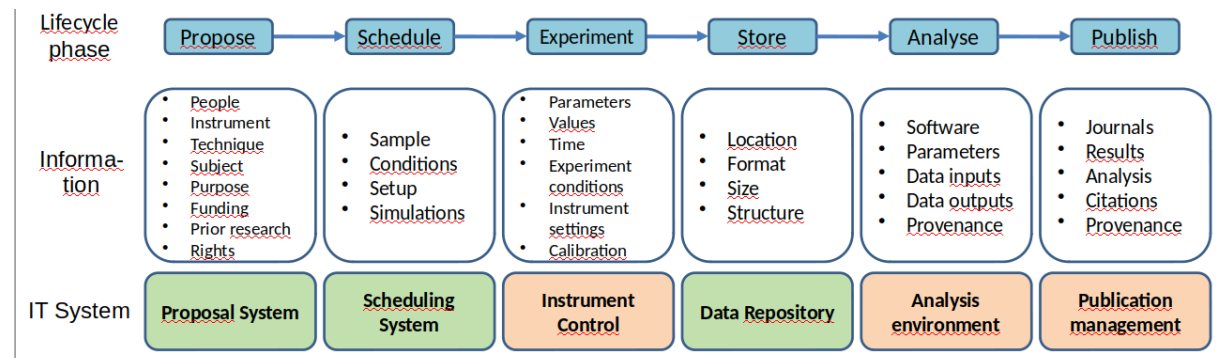 Lifecycle
phase
Propose
Schedule
Experiment
Store
Analyse
Publish
Informa-
tion
• People
• Instrument
• Technique
• Subject
• Purpose
• Funding
• Prior research
• Rights
• Sample
• Conditions
• Setup
• Simulations
• Parameters
• Values
• Time
• Experiment
conditions
• Instrument
settings
• Calibration
• Location
• Format
• Size
• Structure
• Software
• Parameters
• Data inputs
• Data outputs
• Provenance
• Journals
• Results
• Analysis
• Citations
• Provenance
IT System
Proposal System
Scheduling
System
Instrument
Control
Data Repository
Analysis
environment
Publication
management